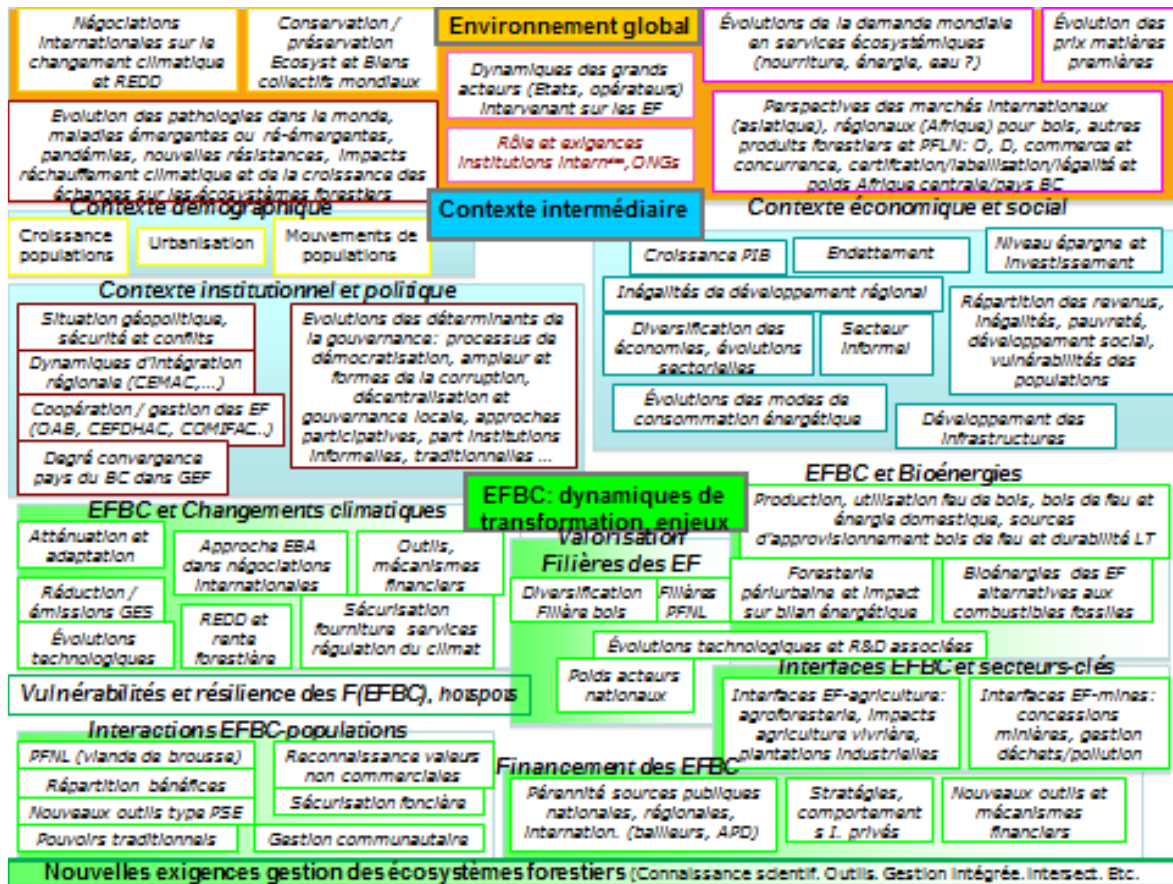 Négociations
internationales sur le
changement climatique
et REDD
Conservation /
préservation
Ecosyst et Biens
collectifs mondiaux
Environnement global
Dynamiques des grands
acteurs (Etats, opérateurs)
intervenant sur les EF
Rôle et exigences
institutions intern, ONGs
Évolutions de la demande mondiale
en services écosystémiques
(nourriture, énergie, eau ?)
Évolution des
prix matières
premières
Evolution des pathologies dans le monde,
maladies émergentes ou ré-émergentes,
pandémies, nouvelles résistances, impacts
réchauffement climatique et de la croissance des
échanges sur les écosystèmes forestiers
Perspectives des marchés internationaux
(asiatique), régionaux (Afrique) pour bois, autres
produits forestiers et PFLN: O, D, commerce et
concurrence, certifcation/labellisation/légalité et
poids Afrique centrale/pays BC
Contexte intermédiaire
Contexte démographique
Croissance
populations
Urbanisation
Mouvements de
populations
Contexte économique et social
Croissance PIB
Endettement
Niveau épargne et
investissement
Inégalités de développement régional
Diversification des
économies, évolutions
sectorielles
Secteur
informel
Répartition des revenus,
inégalités, pauvreté,
développement social,
vulnérabilités des
populations
Évolutions des modes de
consommation énergétique
Développement des
infrastructures
Contexte institutionnel et politique
Situation géopolitique,
sécurité et conflits
Dynamiques d'intégration
régionale (CEMAC,...)
Coopération / gestion des EF
(OAB, CEFDHAC, COMIFAC..)
Degré convergence
pays du BC dans GEF
Evolutions des déterminants de
la gouvernance: processus de
démocratisation, ampleur et
formes de la corruption,
décentralisation et
gouvernance locale, approches
participatives, part institutions
informelles, traditionnelles ...
EFBC: dynamiques de
transformation, enjeux
EFBC et Changements climatiques
Atténuation et
adaptation
Approche EBA
dans négociations
internationales
Outils,
mécanismes
financiers
Réduction /
émissions GES
Évolutions
technologiques
REDD et
rente
forestière
Sécurisation
fourniture services
régulation du climat
Valorisation
Filières des EF
Diversification
Filière bois
Filières
PFNL
Évolutions technologiques et R&D associées
Poids acteurs
nationaux
EFBC et Bioénergies
Production, utilisation feu de bois, bois de feu et
énergie domestique, sources
d'approvisionnement bois de feu et durabilité LT
Foresterie
périurbaine et impact
sur bilan énergétique
Bioénergies des EF
alternatives aux
combustibles fossiles
Vulnérabilités et résilience des F(EFBC), hotspots
Interfaces EFBC et secteurs-clés
Interfaces EF-agriculture:
agroforesterie, impacts
agriculture vivrière,
plantations industrielles
Interfaces EF-mines:
concessions
minières, gestion
déchets/pollution
Interactions EFBC-populations
PFNL (viande de brousse)
Répartition bénéfices
Nouveaux outils type PSE
Pouvoirs traditionnels
Reconnaissance valeurs
non commerciales
Sécurisation foncière
Gestion communautaire
Financement des EFBC
Pérennité sources publiques
nationales, régionales,
internation. (bailleurs, APD)
Stratégies,
comportement
s I. privés
Nouveaux outils et
mécanismes
financiers
Nouvelles exigences gestion des écosystèmes forestiers (Connaissance scientif. Outils. Gestion intégrée. Intersect. Etc.